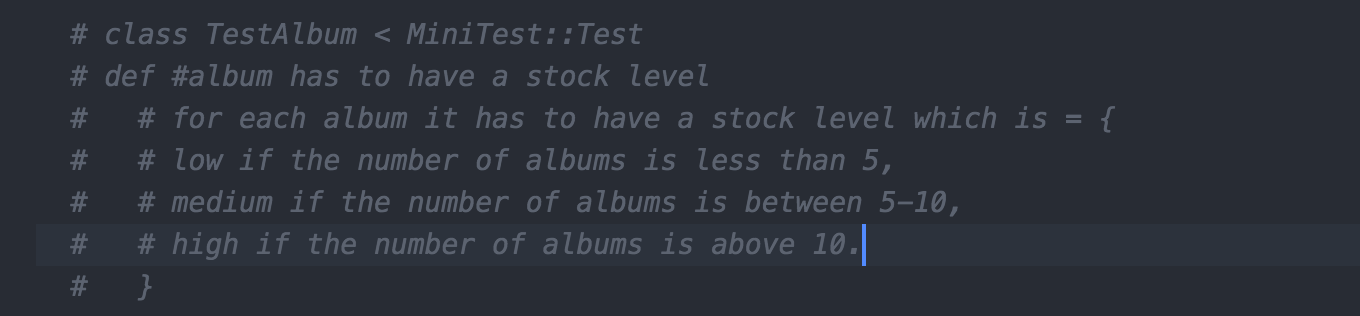 # class TestAlbum < MiniTest::Test
# def #album has to have a stock level
#   # for each album it has to have a stock level which is = {
#   # low if the number of albums is less than 5,
#   # medium if the number of albums is between 5-10,
#   # high if the number of albums is above 10.
#   }